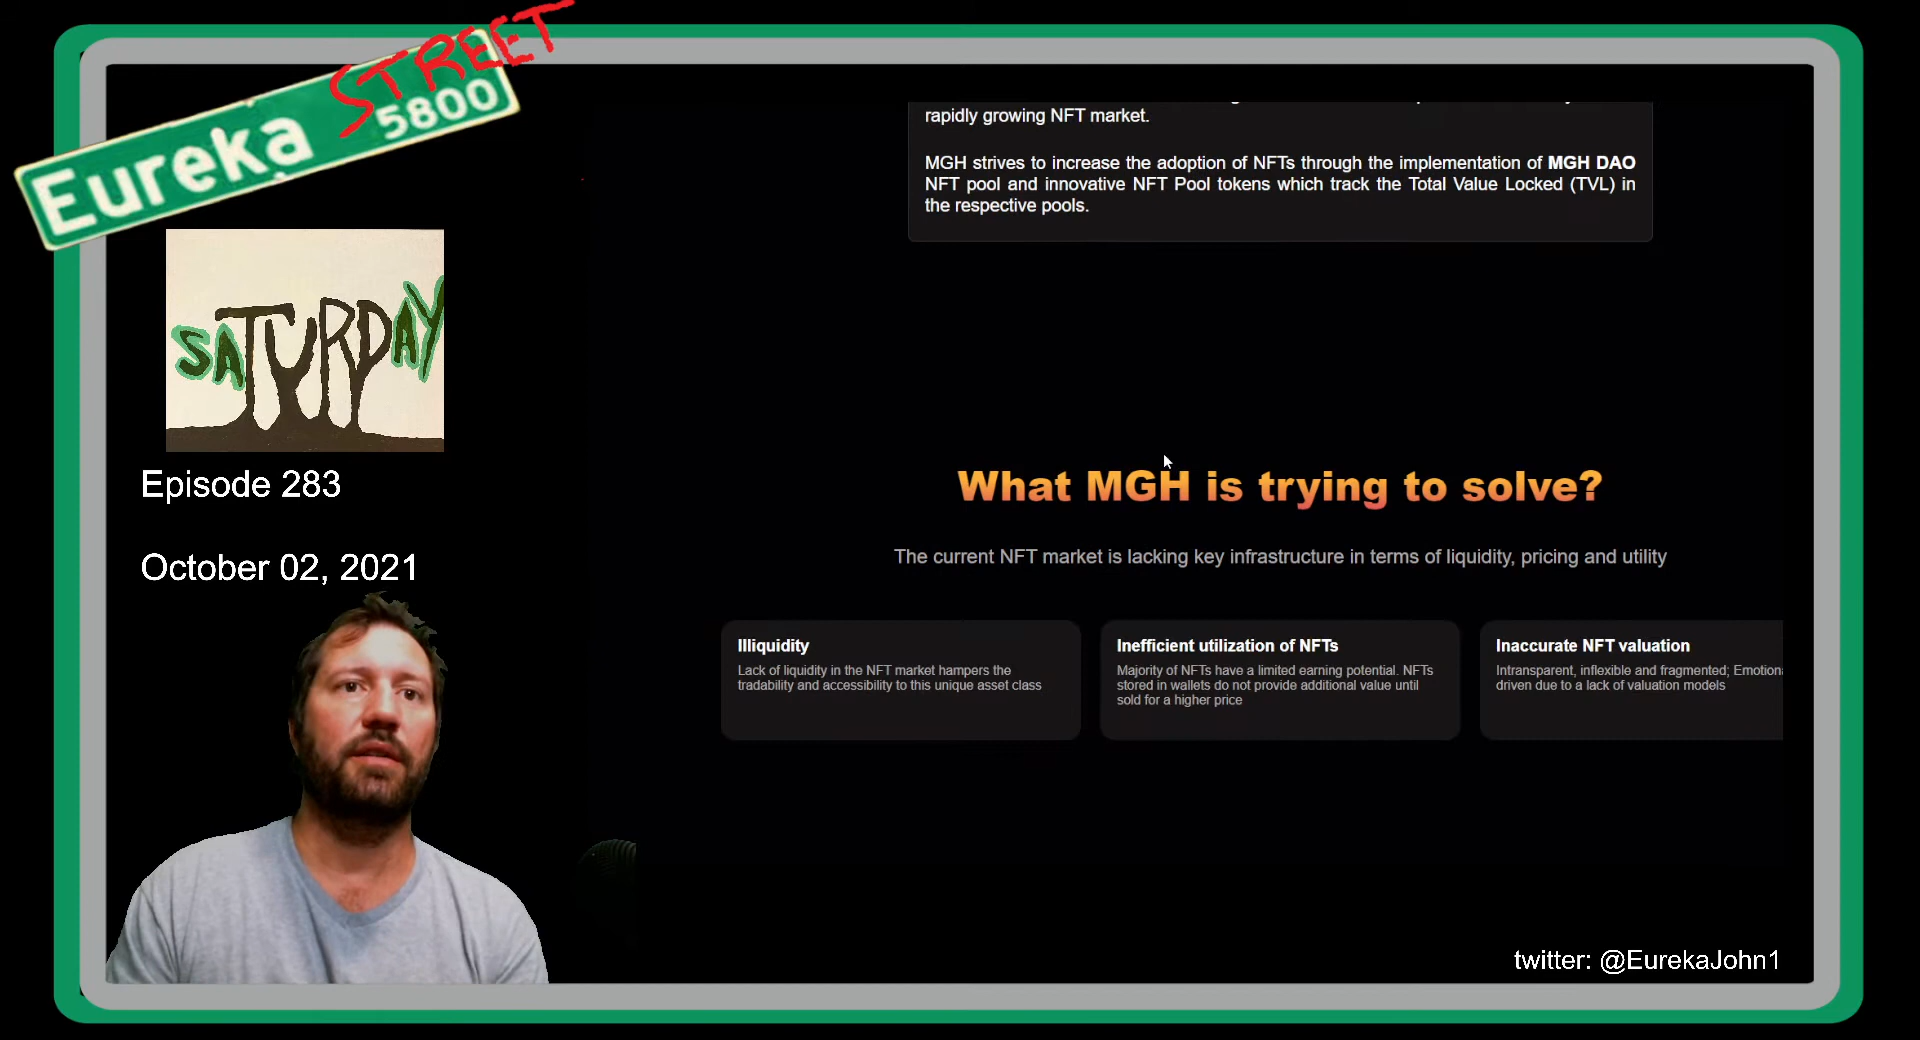 Eureka STREET
5800
SATURDAY
Episode 283
October 02, 2021
rapidly growing NFT market.
MGH strives to increase the adoption of NFTs through the implementation of MGH DAO
NFT pool and innovative NFT Pool tokens which track the Total Value Locked (TVL) in
the respective pools.
What MGH is trying to solve?
The current NFT market is lacking key infrastructure in terms of liquidity, pricing and utility
Illiquidity
Lack of liquidity in the NFT market hampers the
tradability and accessibility to this unique asset class
Inefficient utilization of NFTs
Majority of NFTs have a limited earning potential. NFTs
stored in wallets do not provide additional value until
sold for a higher price
Inaccurate NFT valuation
Intransparent, inflexible and fragmented; Emotiona
driven due to a lack of valuation models
twitter: @EurekaJohn1